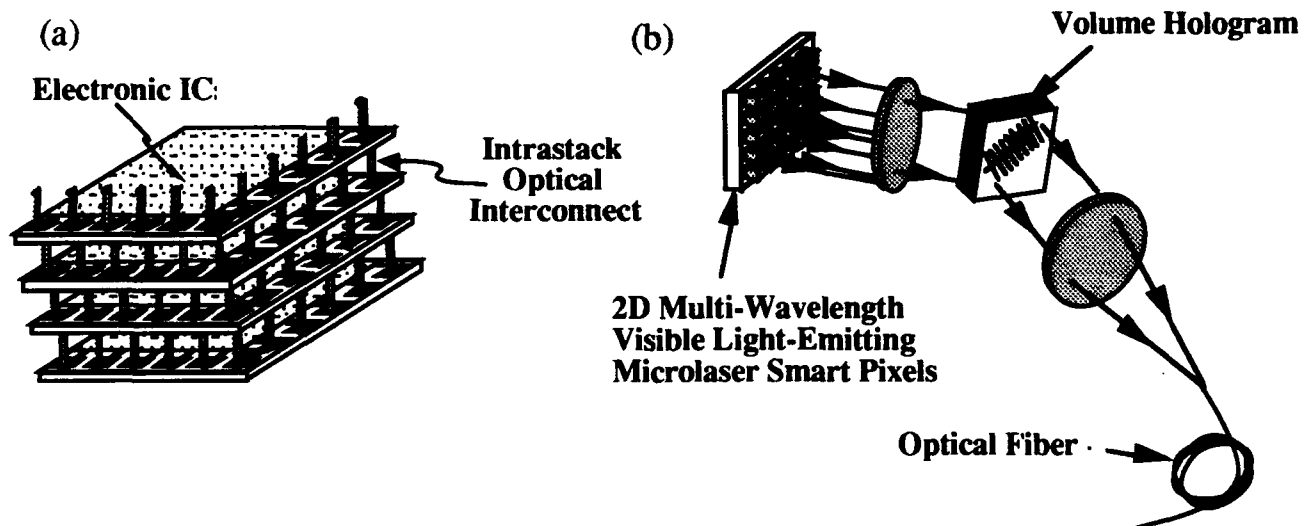 (a)
Electronic IC:
Intrastack
Optical
Interconnect
(b)
Volume Hologram
2D Multi-Wavelength
Visible Light-Emitting
Microlaser Smart Pixels
Optical Fiber